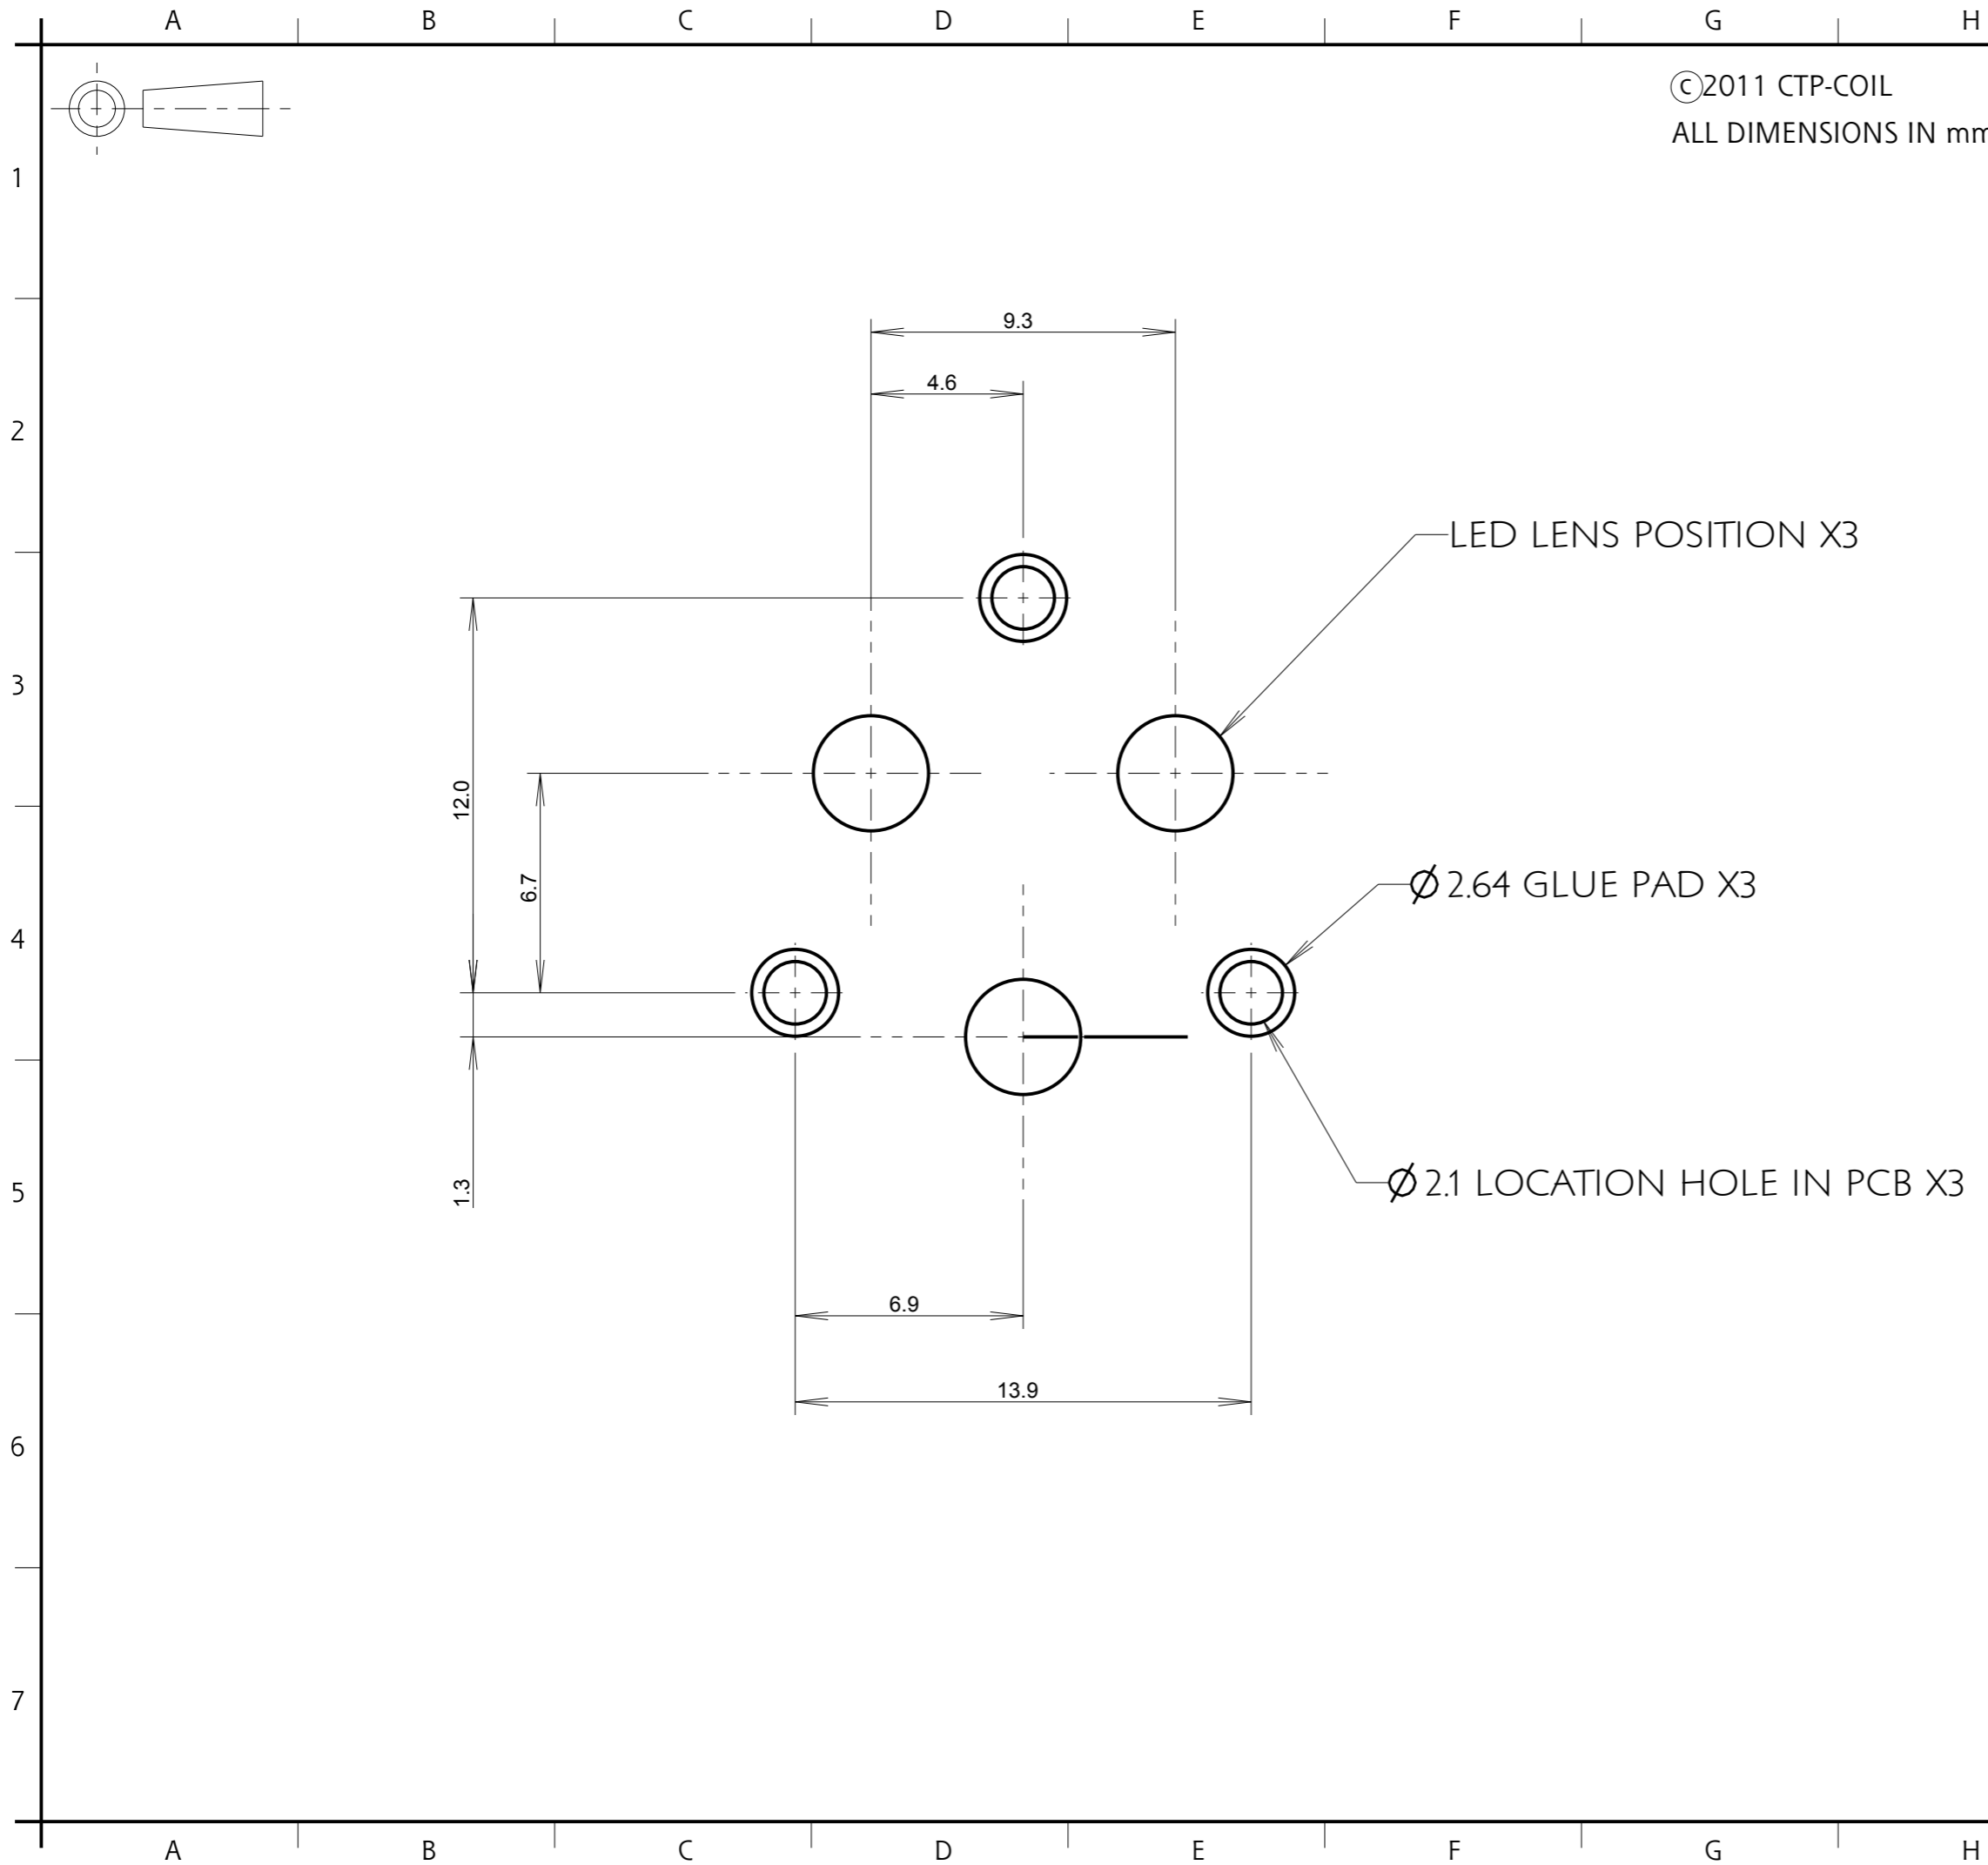 A B C D E F G H
©2011 CTP-COIL
ALL DIMENSIONS IN mm
1
9.3
4.6
2
LED LENS POSITION X3
3
12.0
6.7
Ø 2.64 GLUE PAD X3
4
1.3
Ø 2.1 LOCATION HOLE IN PCB X3
5
6.9
13.9
6
7
A B C D E F G H